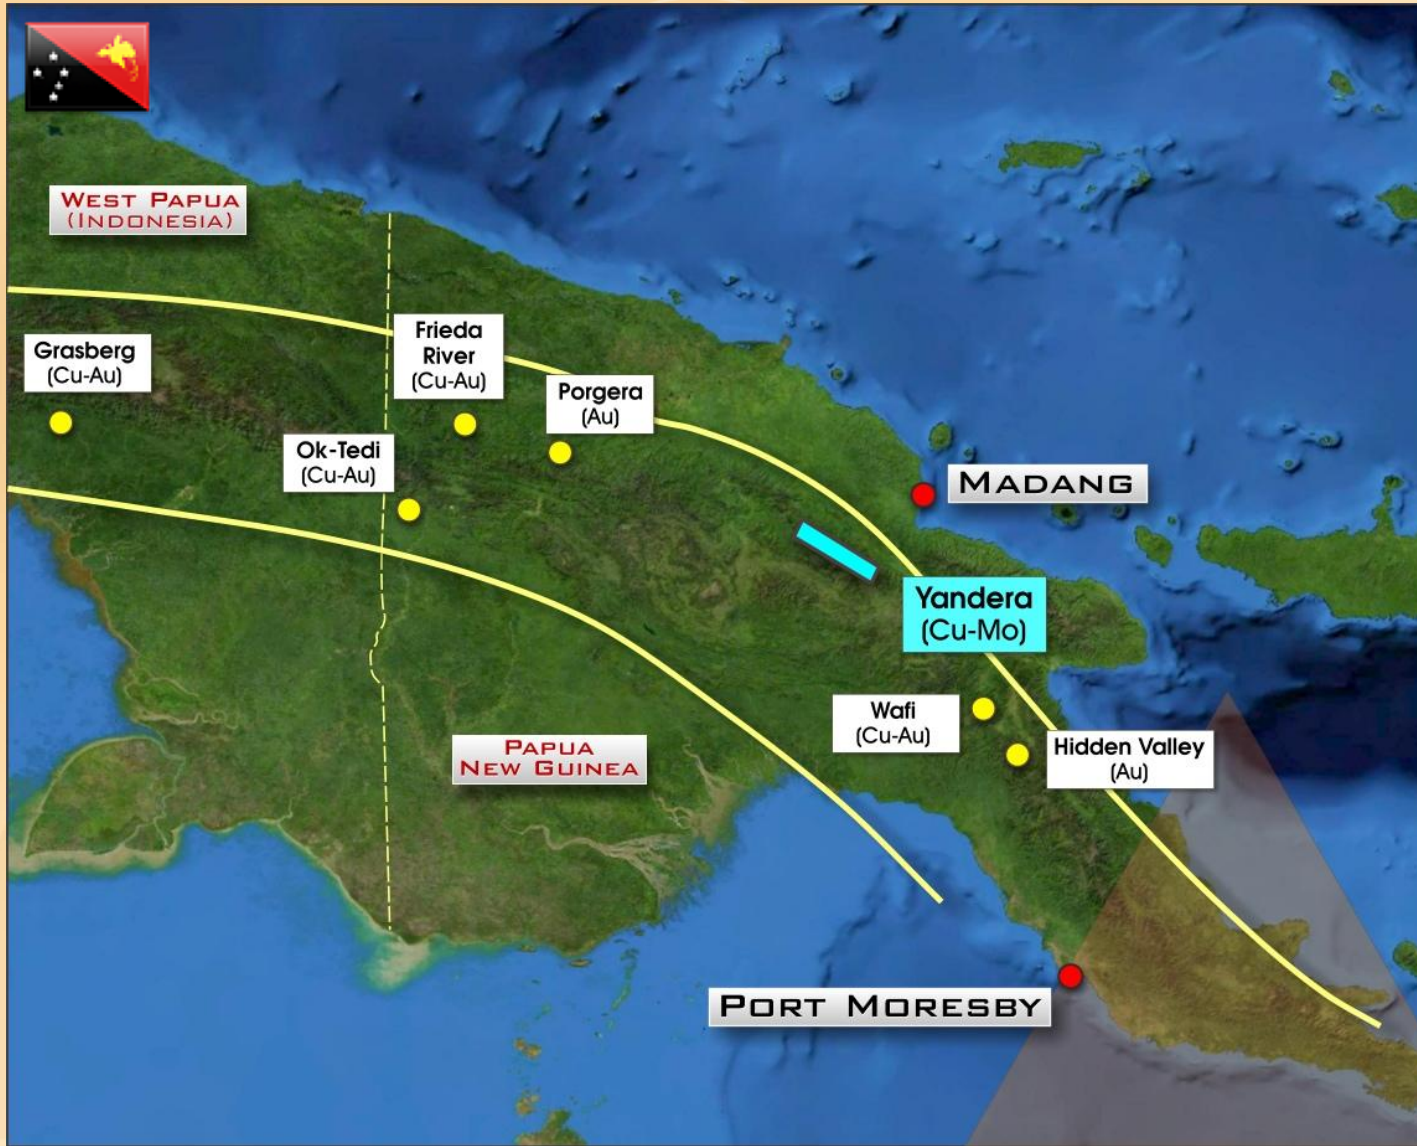 WEST PAPUA
(INDONESIA)
Grasberg
(Cu-Au)
Frieda
River
(Cu-Au)
Porgera
(Au)
Ok-Tedi
(Cu-Au)
MADANG
Yandera
(Cu-Mo)
Wafi
(Cu-Au)
Hidden Valley
(Au)
PAPUA
NEW GUINEA
PORT MORESBY